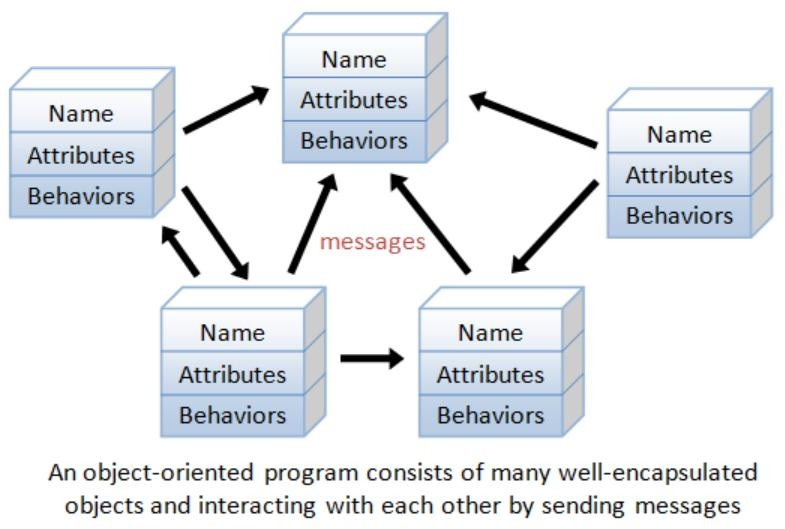 Name
Attributes
Behaviors
Name
Attributes
Behaviors
Name
Attributes
Behaviors
messages
Name
Attributes
Behaviors
Name
Attributes
Behaviors
An object-oriented program consists of many well-encapsulated
objects and interacting with each other by sending messages